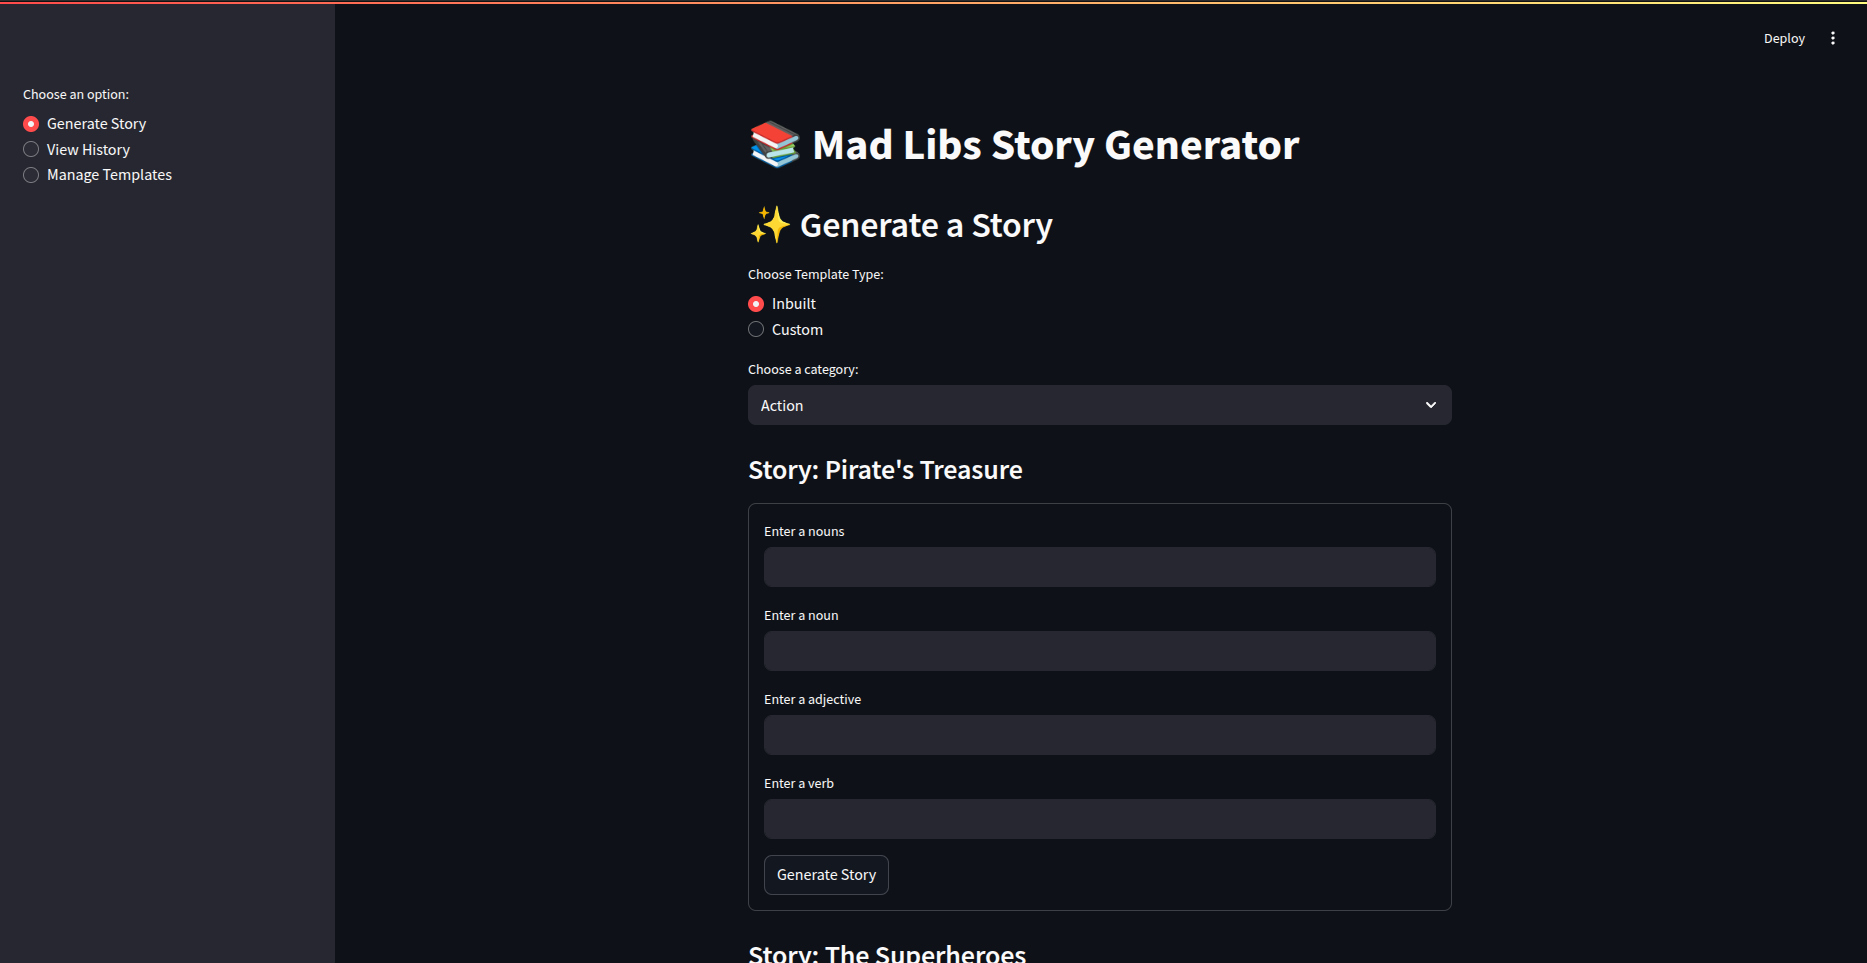 Deploy
Choose an option:
Generate Story
View History
Manage Templates
📚 Mad Libs Story Generator
✨ Generate a Story
Choose Template Type:
Inbuilt
Custom
Choose a category:
Action
Story: Pirate's Treasure
Enter a nouns
Enter a noun
Enter a adjective
Enter a verb
Generate Story
Story: The Superheroes